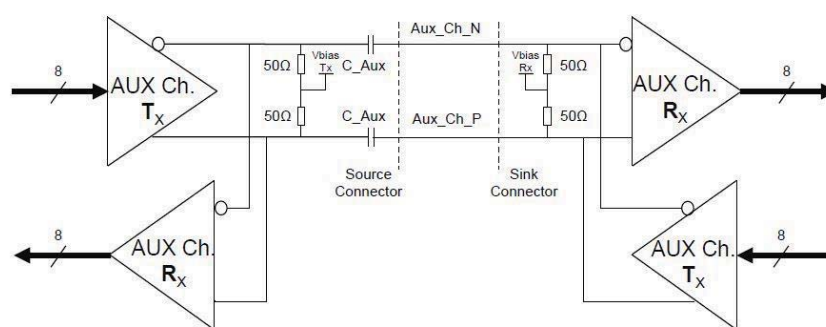 8
AUX Ch.
Tx
50Ω
50Ω
Vbias
Tx
C_Aux
C_Aux
Aux_Ch_N
Aux_Ch_P
Source
Connector
Sink
Connector
Vbias
Rx
50Ω
50Ω
AUX Ch.
Rx
8
8
AUX Ch.
Rx
AUX Ch.
Tx
8